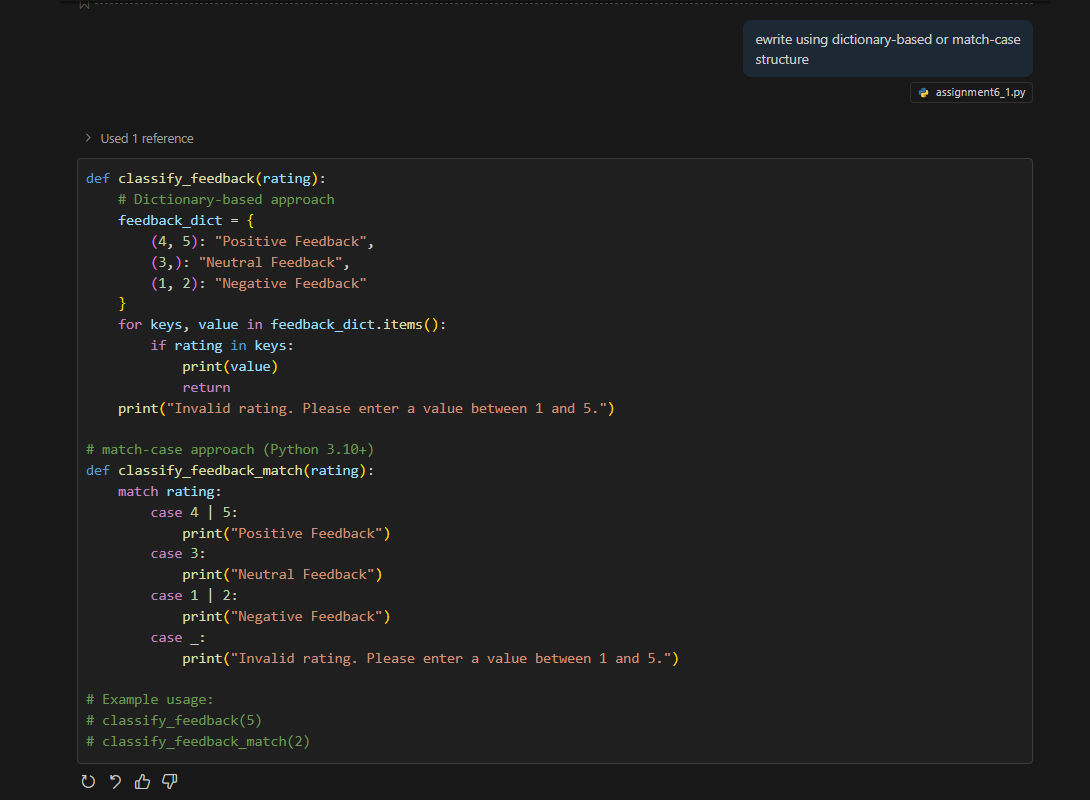 ewrite using dictionary-based or match-case
structure
assignment6_1.py
Used 1 reference
def classify_feedback(rating):
    # Dictionary-based approach
    feedback_dict = {
        (4, 5): "Positive Feedback",
        (3,): "Neutral Feedback",
        (1, 2): "Negative Feedback"
    }
    for keys, value in feedback_dict.items():
        if rating in keys:
            print(value)
            return
    print("Invalid rating. Please enter a value between 1 and 5.")

# match-case approach (Python 3.10+)
def classify_feedback_match(rating):
    match rating:
        case 4 | 5:
            print("Positive Feedback")
        case 3:
            print("Neutral Feedback")
        case 1 | 2:
            print("Negative Feedback")
        case _:
            print("Invalid rating. Please enter a value between 1 and 5.")

# Example usage:
# classify_feedback(5)
# classify_feedback_match(2)